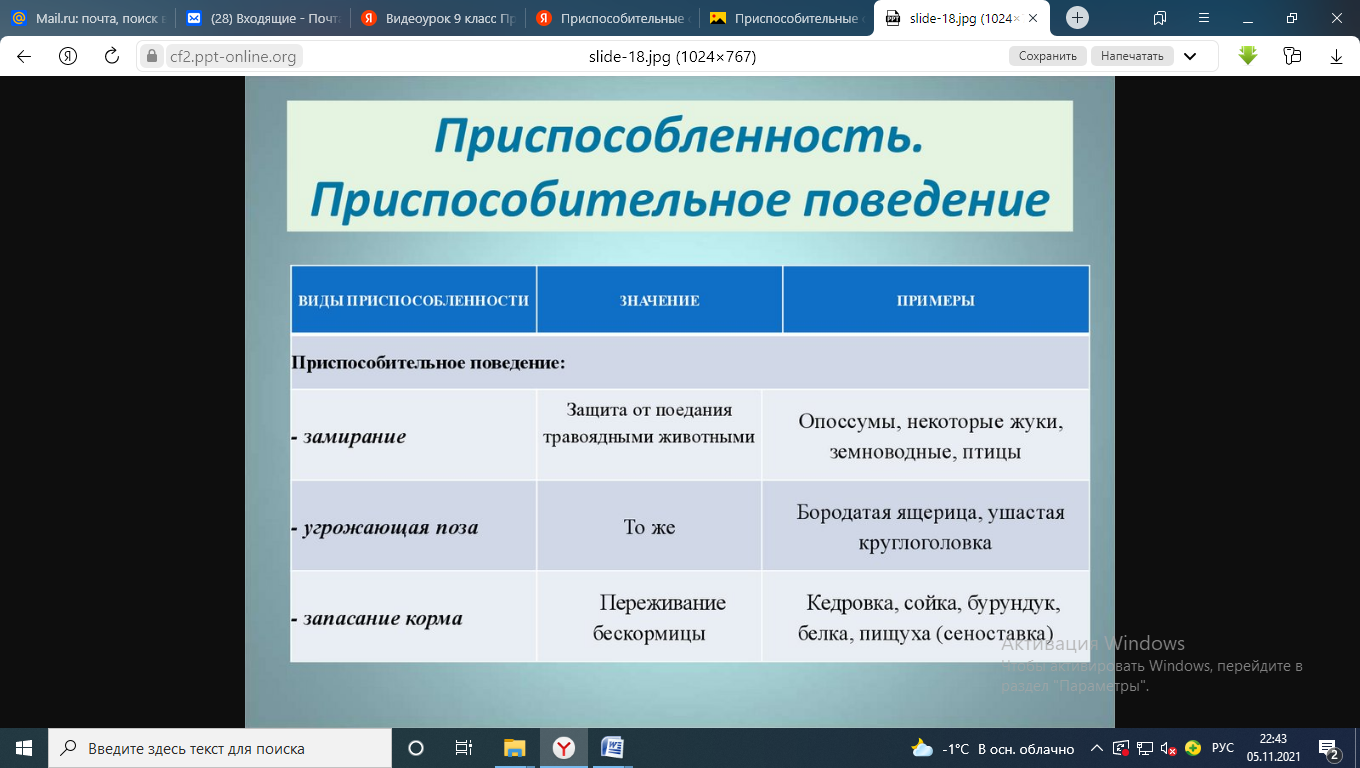 Mail.ru: почта, поиск в
(28) Входящие - Почта
Видеоурок 9 класс Пр
Приспособительные
Приспособительные
slide-18.jpg (1024×
cf2.ppt-online.org
slide-18.jpg (1024×767)
Сохранить
Напечатать
Приспособленность.
Приспособительное поведение
ВИДЫ ПРИСПОСОБЛЕННОСТИ
ЗНАЧЕНИЕ
ПРИМЕРЫ
Приспособительное поведение:
- замирание
Защита от поедания
травоядными животными
Опоссумы, некоторые жуки,
земноводные, птицы
- угрожающая поза
То же
Бородатая ящерица, ушастая
круглоголовка
- запасание корма
Переживание
бескормицы
Кедровка, сойка, бурундук,
белка, пищуха (сеноставка)
Активация Windows
Чтобы активировать Windows, перейдите в
раздел "Параметры".
Введите здесь текст для поиска
-1°C В осн. облачно
РУС
22:43
05.11.2021
2